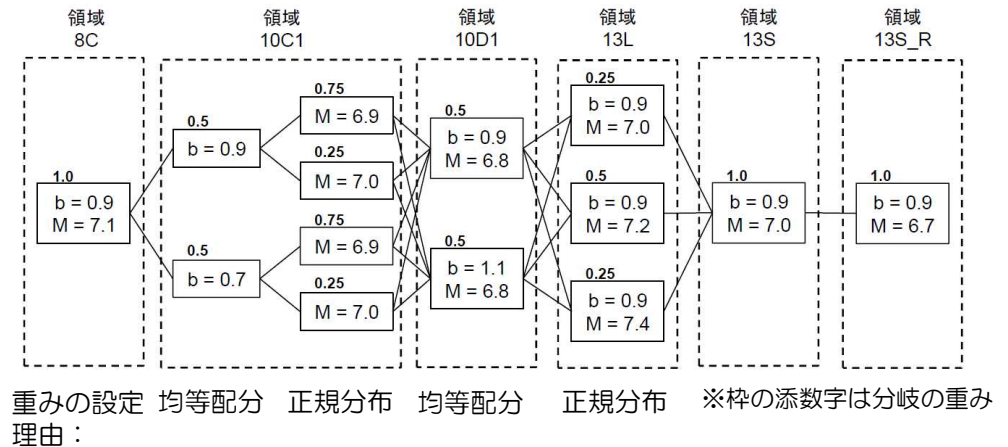 領域
8C
領域
10C1
領域
10D1
領域
13L
領域
13S
領域
13S_R
1.0
b = 0.9
M = 7.1
0.5
b = 0.9
0.5
b = 0.7
0.75
M = 6.9
0.25
M = 7.0
0.75
M = 6.9
0.25
M = 7.0
0.5
b = 0.9
M = 6.8
0.5
b = 1.1
M = 6.8
0.25
b = 0.9
M = 7.0
0.5
b = 0.9
M = 7.2
0.25
b = 0.9
M = 7.4
1.0
b = 0.9
M = 7.0
1.0
b = 0.9
M = 6.7
重みの設定
理由：
均等配分
正規分布
均等配分
正規分布
※枠の添数字は分岐の重み